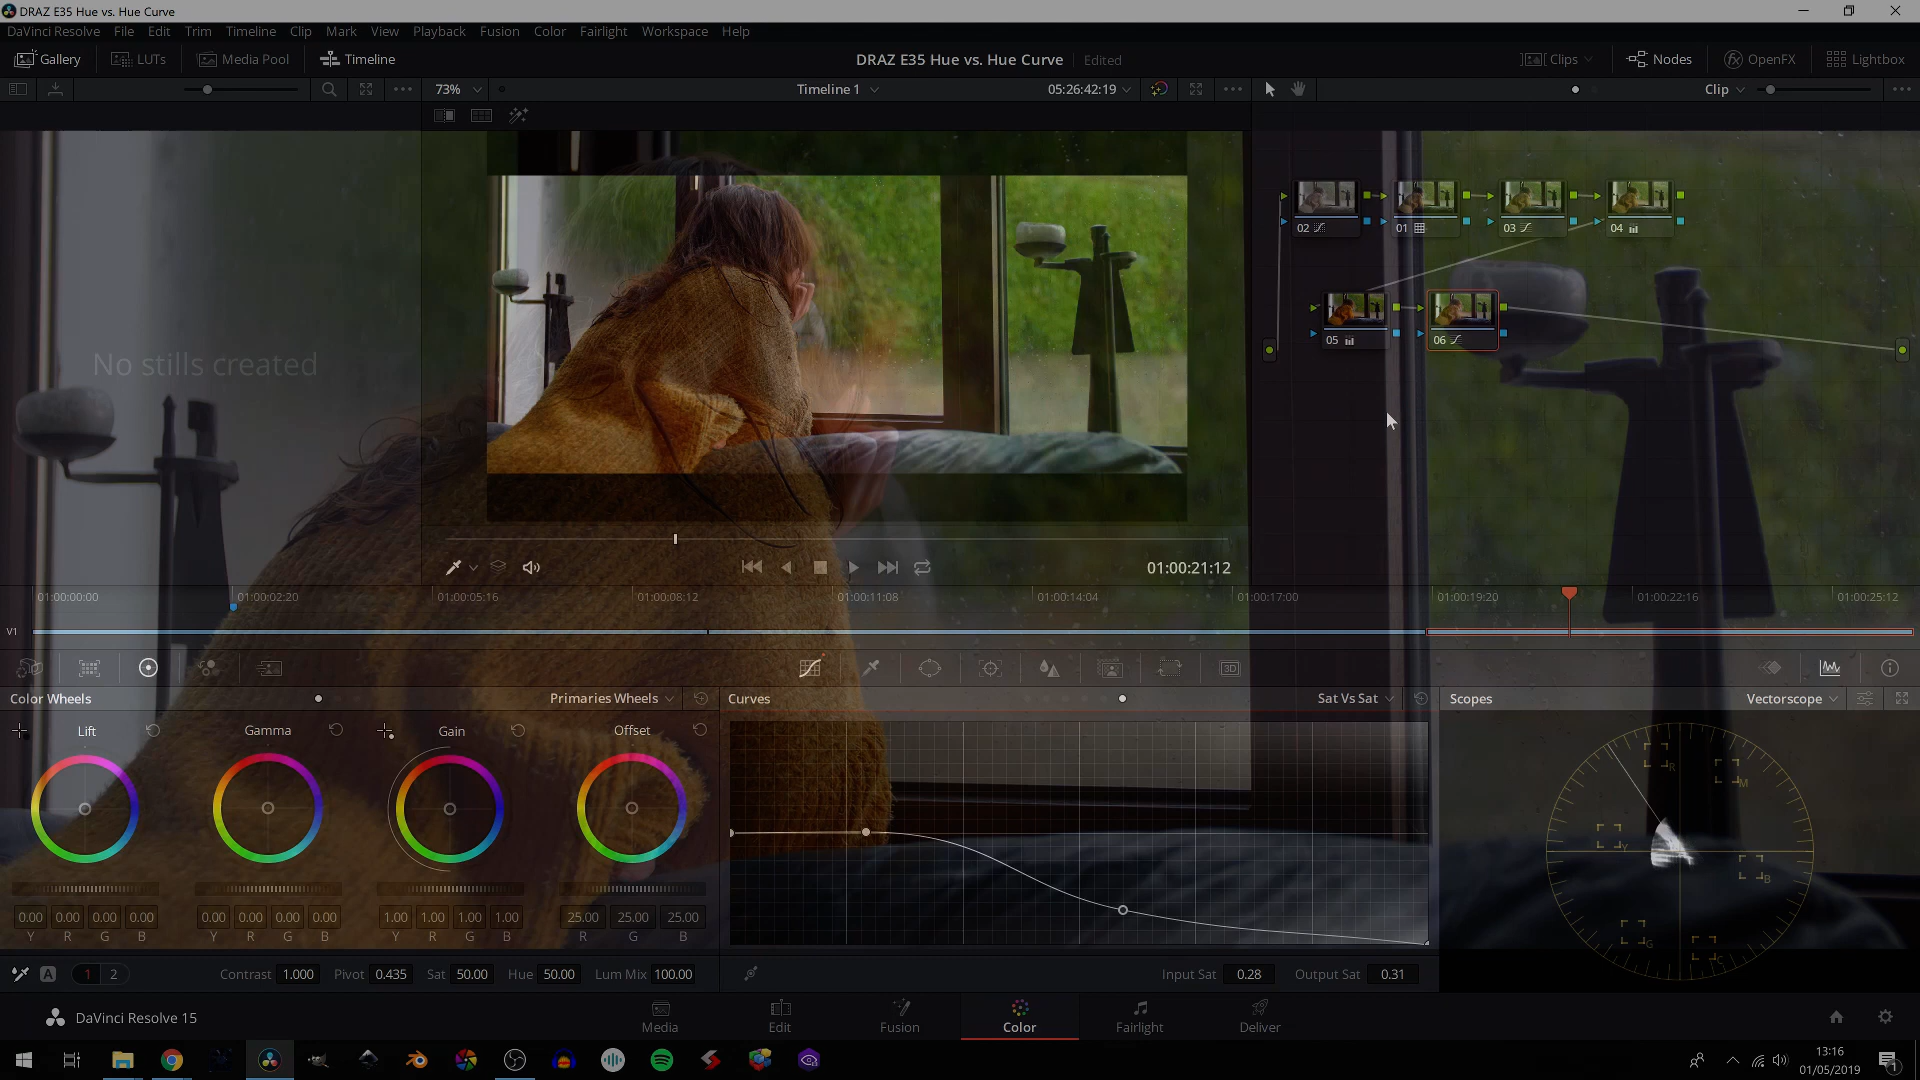 DRAZ E35 Hue vs. Hue Curve
DaVinci Resolve File Edit Trim Timeline Clip Mark View Playback Fusion Color Fairlight Workspace Help
Gallery LUTs Media Pool Timeline DRAZ E35 Hue vs. Hue Curve Edited Clips Nodes OpenFX Lightbox
73% Timeline 1 05:26:42:19 Clip
02 01 03 04
05 06
No stills created
01:00:21:12
01:00:00:00 01:00:02:20 01:00:05:16 01:00:08:12 01:00:11:08 01:00:14:04 01:00:17:00 01:00:19:20 01:00:22:16 01:00:25:12
V1
3D
Color Wheels Primaries Wheels Curves Sat Vs Sat Scopes Vectorscope
Lift Gamma Gain Offset
R M
Y B
G C
0.00 0.00 0.00 0.00 0.00 0.00 0.00 0.00 1.00 1.00 1.00 1.00 25.00 25.00 25.00
Y R G B Y R G B Y R G B R G B
A 1 2 Contrast 1.000 Pivot 0.435 Sat 50.00 Hue 50.00 Lum Mix 100.00 Input Sat 0.28 Output Sat 0.31
DaVinci Resolve 15 Media Edit Fusion Color Fairlight Deliver
13:16
01/05/2019
1